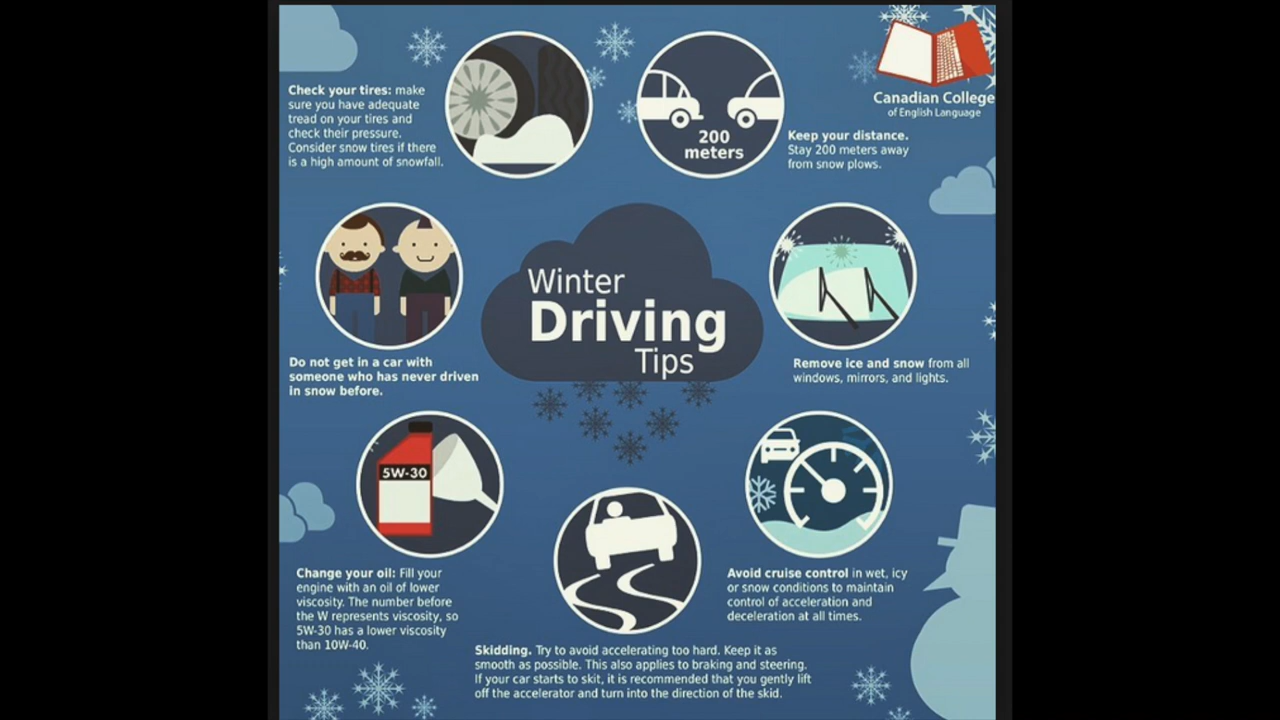 Canadian College
of English Language
Check your tires: make
sure you have adequate
tread on your tires and
check their pressure.
Consider snow tires if there
is a high amount of snowfall.
200
meters
Keep your distance.
Stay 200 meters away
from snow plows.
Winter
Driving
Tips
Do not get in a car with
someone who has never driven
in snow before.
Remove ice and snow from all
windows, mirrors, and lights.
5W-30
Change your oil: Fill your
engine with an oil of lower
viscosity. The number before
the W represents viscosity, so
5W-30 has a lower viscosity
than 10W-40.
Avoid cruise control in wet, icy
or snow conditions to maintain
control of acceleration and
deceleration at all times.
Skidding. Try to avoid accelerating too hard. Keep it as
smooth as possible. This also applies to braking and steering.
If your car starts to skit, it is recommended that you gently lift
off the accelerator and turn into the direction of the skid.